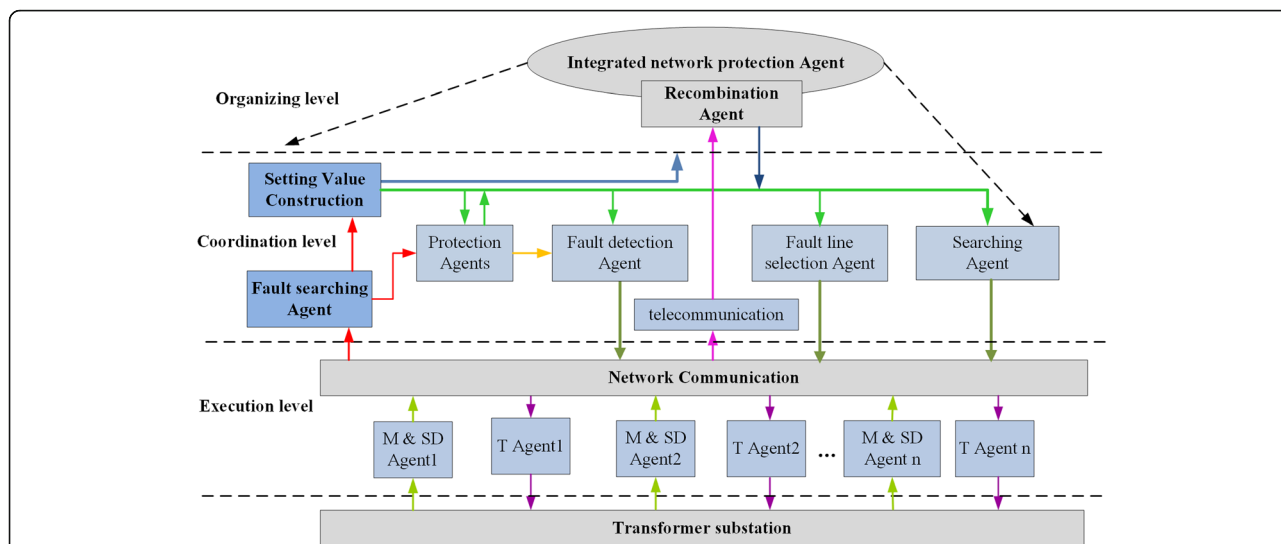 Integrated network protection Agent
Organizing level
Recombination
Agent
Setting Value
Construction
Coordination level
Protection
Agents
Fault detection
Agent
Fault line
selection Agent
Searching
Agent
Fault searching
Agent
telecommunication
Network Communication
Execution level
M & SD
Agent1
T Agent1
M & SD
Agent2
T Agent2
...
M & SD
Agent n
T Agent n
Transformer substation